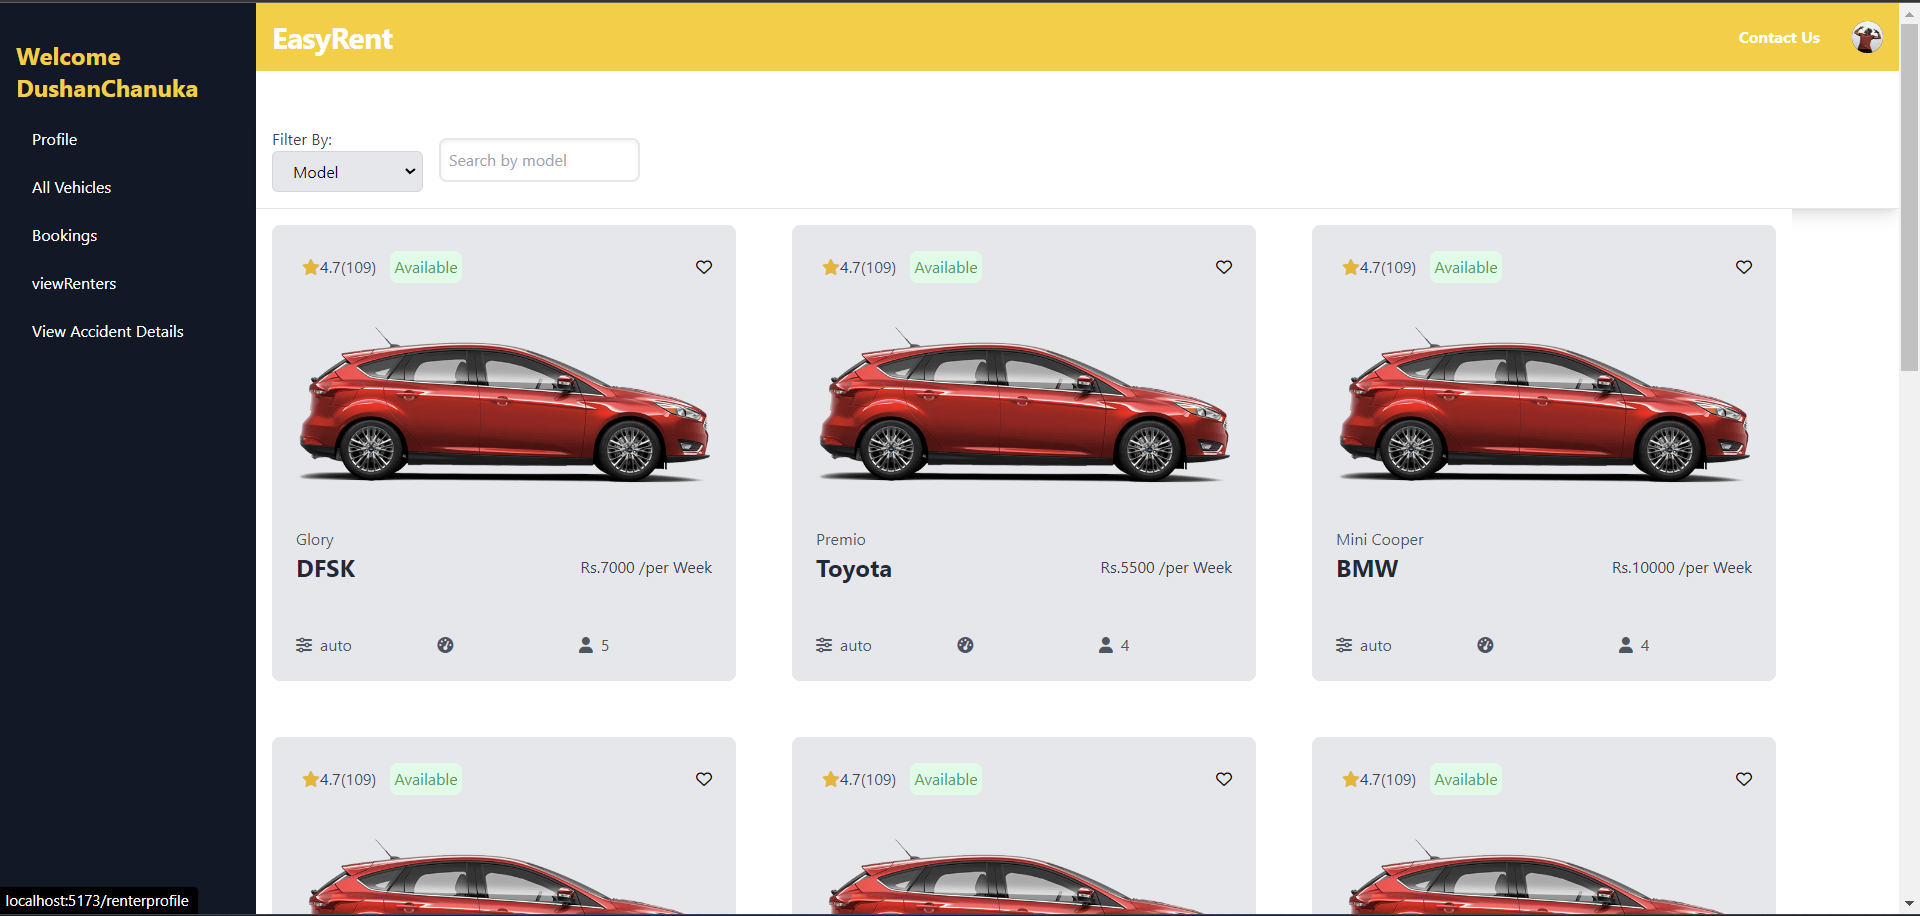 Welcome
DushanChanuka
Profile
All Vehicles
Bookings
viewRenters
View Accident Details
EasyRent
Contact Us
Filter By:
Model
Search by model
4.7(109) Available
4.7(109) Available
4.7(109) Available
Glory
DFSK
Rs.7000 /per Week
auto
5
Premio
Toyota
Rs.5500 /per Week
auto
4
Mini Cooper
BMW
Rs.10000 /per Week
auto
4
4.7(109) Available
4.7(109) Available
4.7(109) Available
localhost:5173/renterprofile